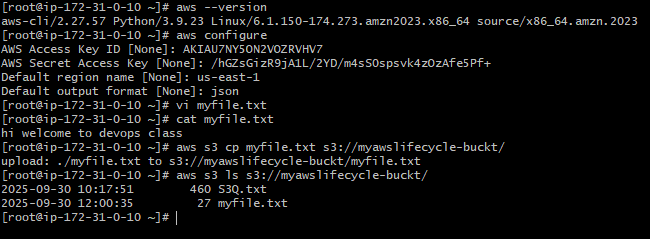 [root@ip-172-31-0-10 ~]# aws --version
aws-cli/2.27.57 Python/3.9.23 Linux/6.1.150-174.273.amzn2023.x86_64 source/x86_64.amzn.2023
[root@ip-172-31-0-10 ~]# aws configure
AWS Access Key ID [None]: AKIAU7NY5ON2VOZRVHV7
AWS Secret Access Key [None]:
Default region name [None]: us-east-1
Default output format [None]: json
[root@ip-172-31-0-10 ~]# vi myfile.txt
[root@ip-172-31-0-10 ~]# cat myfile.txt
hi welcome to devops class
[root@ip-172-31-0-10 ~]# aws s3 cp myfile.txt s3://myawslifecycle-buckt/
upload: ./myfile.txt to s3://myawslifecycle-buckt/myfile.txt
[root@ip-172-31-0-10 ~]# aws s3 ls s3://myawslifecycle-buckt/
2025-09-30 10:17:51        460 S3Q.txt
2025-09-30 12:00:35         27 myfile.txt
[root@ip-172-31-0-10 ~]#